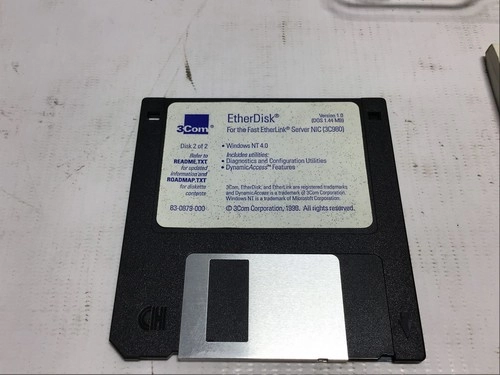 3Com®
EtherDisk®
Version 1.0
(DOS 1.44 MB)
For the Fast EtherLink® Server NIC (3C980)
Disk 2 of 2
Refer to
README.TXT
for updated
information and
ROADMAP.TXT
for diskette
contents
• Windows NT 4.0
Includes utilities:
• Diagnostics and Configuration Utilities
• DynamicAccess™ Features
3Com, EtherDisk, and EtherLink are registered trademarks
and DynamicAccess is a trademark of 3Com Corporation.
Windows NT is a trademark of Microsoft Corporation.
83-0879-000
© 3Com Corporation, 1998. All rights reserved.